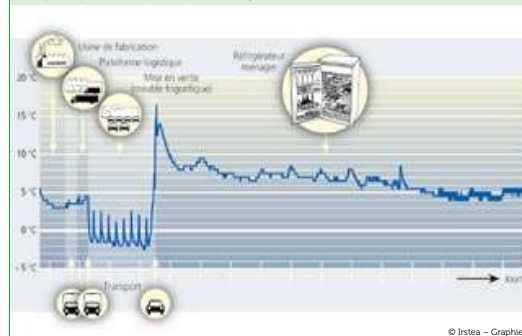 Usine de fabrication
Plateforme logistique
Mise en vente
(meuble frigorifique)
Réfrigérateur
ménager
20°C
15°C
10°C
5°C
0°C
-5°C
Transport
© Irstea – Graphie